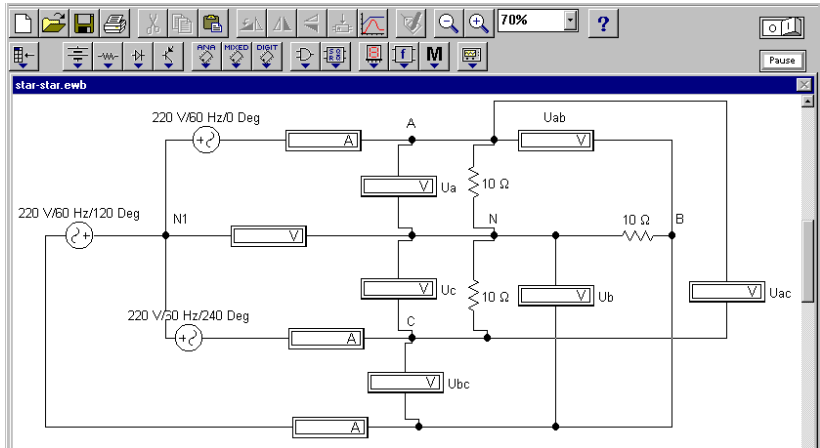 70%
?
ANA MIXED DIGIT
M
Pause
star-star.ewb
220 V/60 Hz/0 Deg
A
Uab
A
V
V
Ua
10 Ω
220 V/60 Hz/120 Deg
N1
N
10 Ω
B
V
V
Uc
10 Ω
V
Ub
V
Uac
220 V/60 Hz/240 Deg
C
A
V
Ubc
A